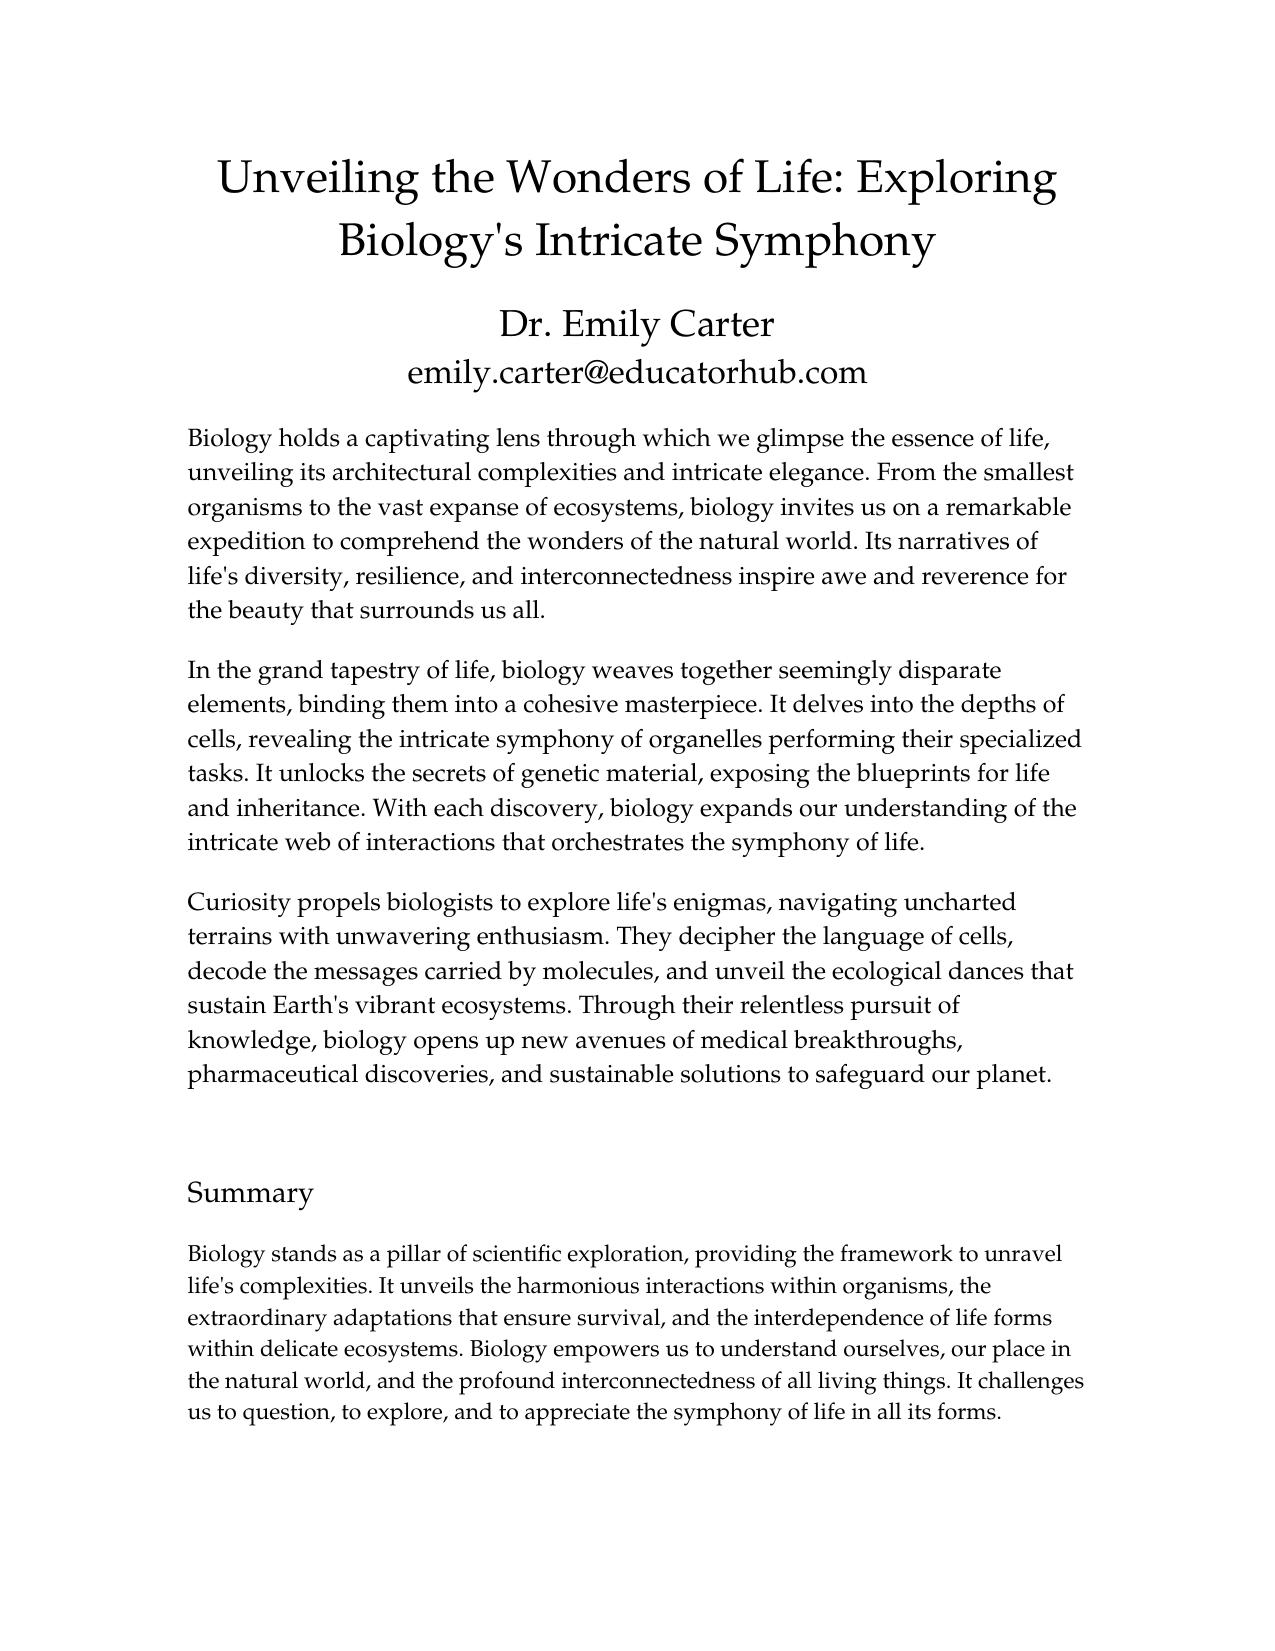 Unveiling the Wonders of Life: Exploring
Biology's Intricate Symphony
Dr. Emily Carter
emily.carter@educatorhub.com
Biology holds a captivating lens through which we glimpse the essence of life,
unveiling its architectural complexities and intricate elegance. From the smallest
organisms to the vast expanse of ecosystems, biology invites us on a remarkable
expedition to comprehend the wonders of the natural world. Its narratives of
life's diversity, resilience, and interconnectedness inspire awe and reverence for
the beauty that surrounds us all.
In the grand tapestry of life, biology weaves together seemingly disparate
elements, binding them into a cohesive masterpiece. It delves into the depths of
cells, revealing the intricate symphony of organelles performing their specialized
tasks. It unlocks the secrets of genetic material, exposing the blueprints for life
and inheritance. With each discovery, biology expands our understanding of the
intricate web of interactions that orchestrates the symphony of life.
Curiosity propels biologists to explore life's enigmas, navigating uncharted
terrains with unwavering enthusiasm. They decipher the language of cells,
decode the messages carried by molecules, and unveil the ecological dances that
sustain Earth's vibrant ecosystems. Through their relentless pursuit of
knowledge, biology opens up new avenues of medical breakthroughs,
pharmaceutical discoveries, and sustainable solutions to safeguard our planet.
Summary
Biology stands as a pillar of scientific exploration, providing the framework to unravel
life's complexities. It unveils the harmonious interactions within organisms, the
extraordinary adaptations that ensure survival, and the interdependence of life forms
within delicate ecosystems. Biology empowers us to understand ourselves, our place in
the natural world, and the profound interconnectedness of all living things. It challenges
us to question, to explore, and to appreciate the symphony of life in all its forms.